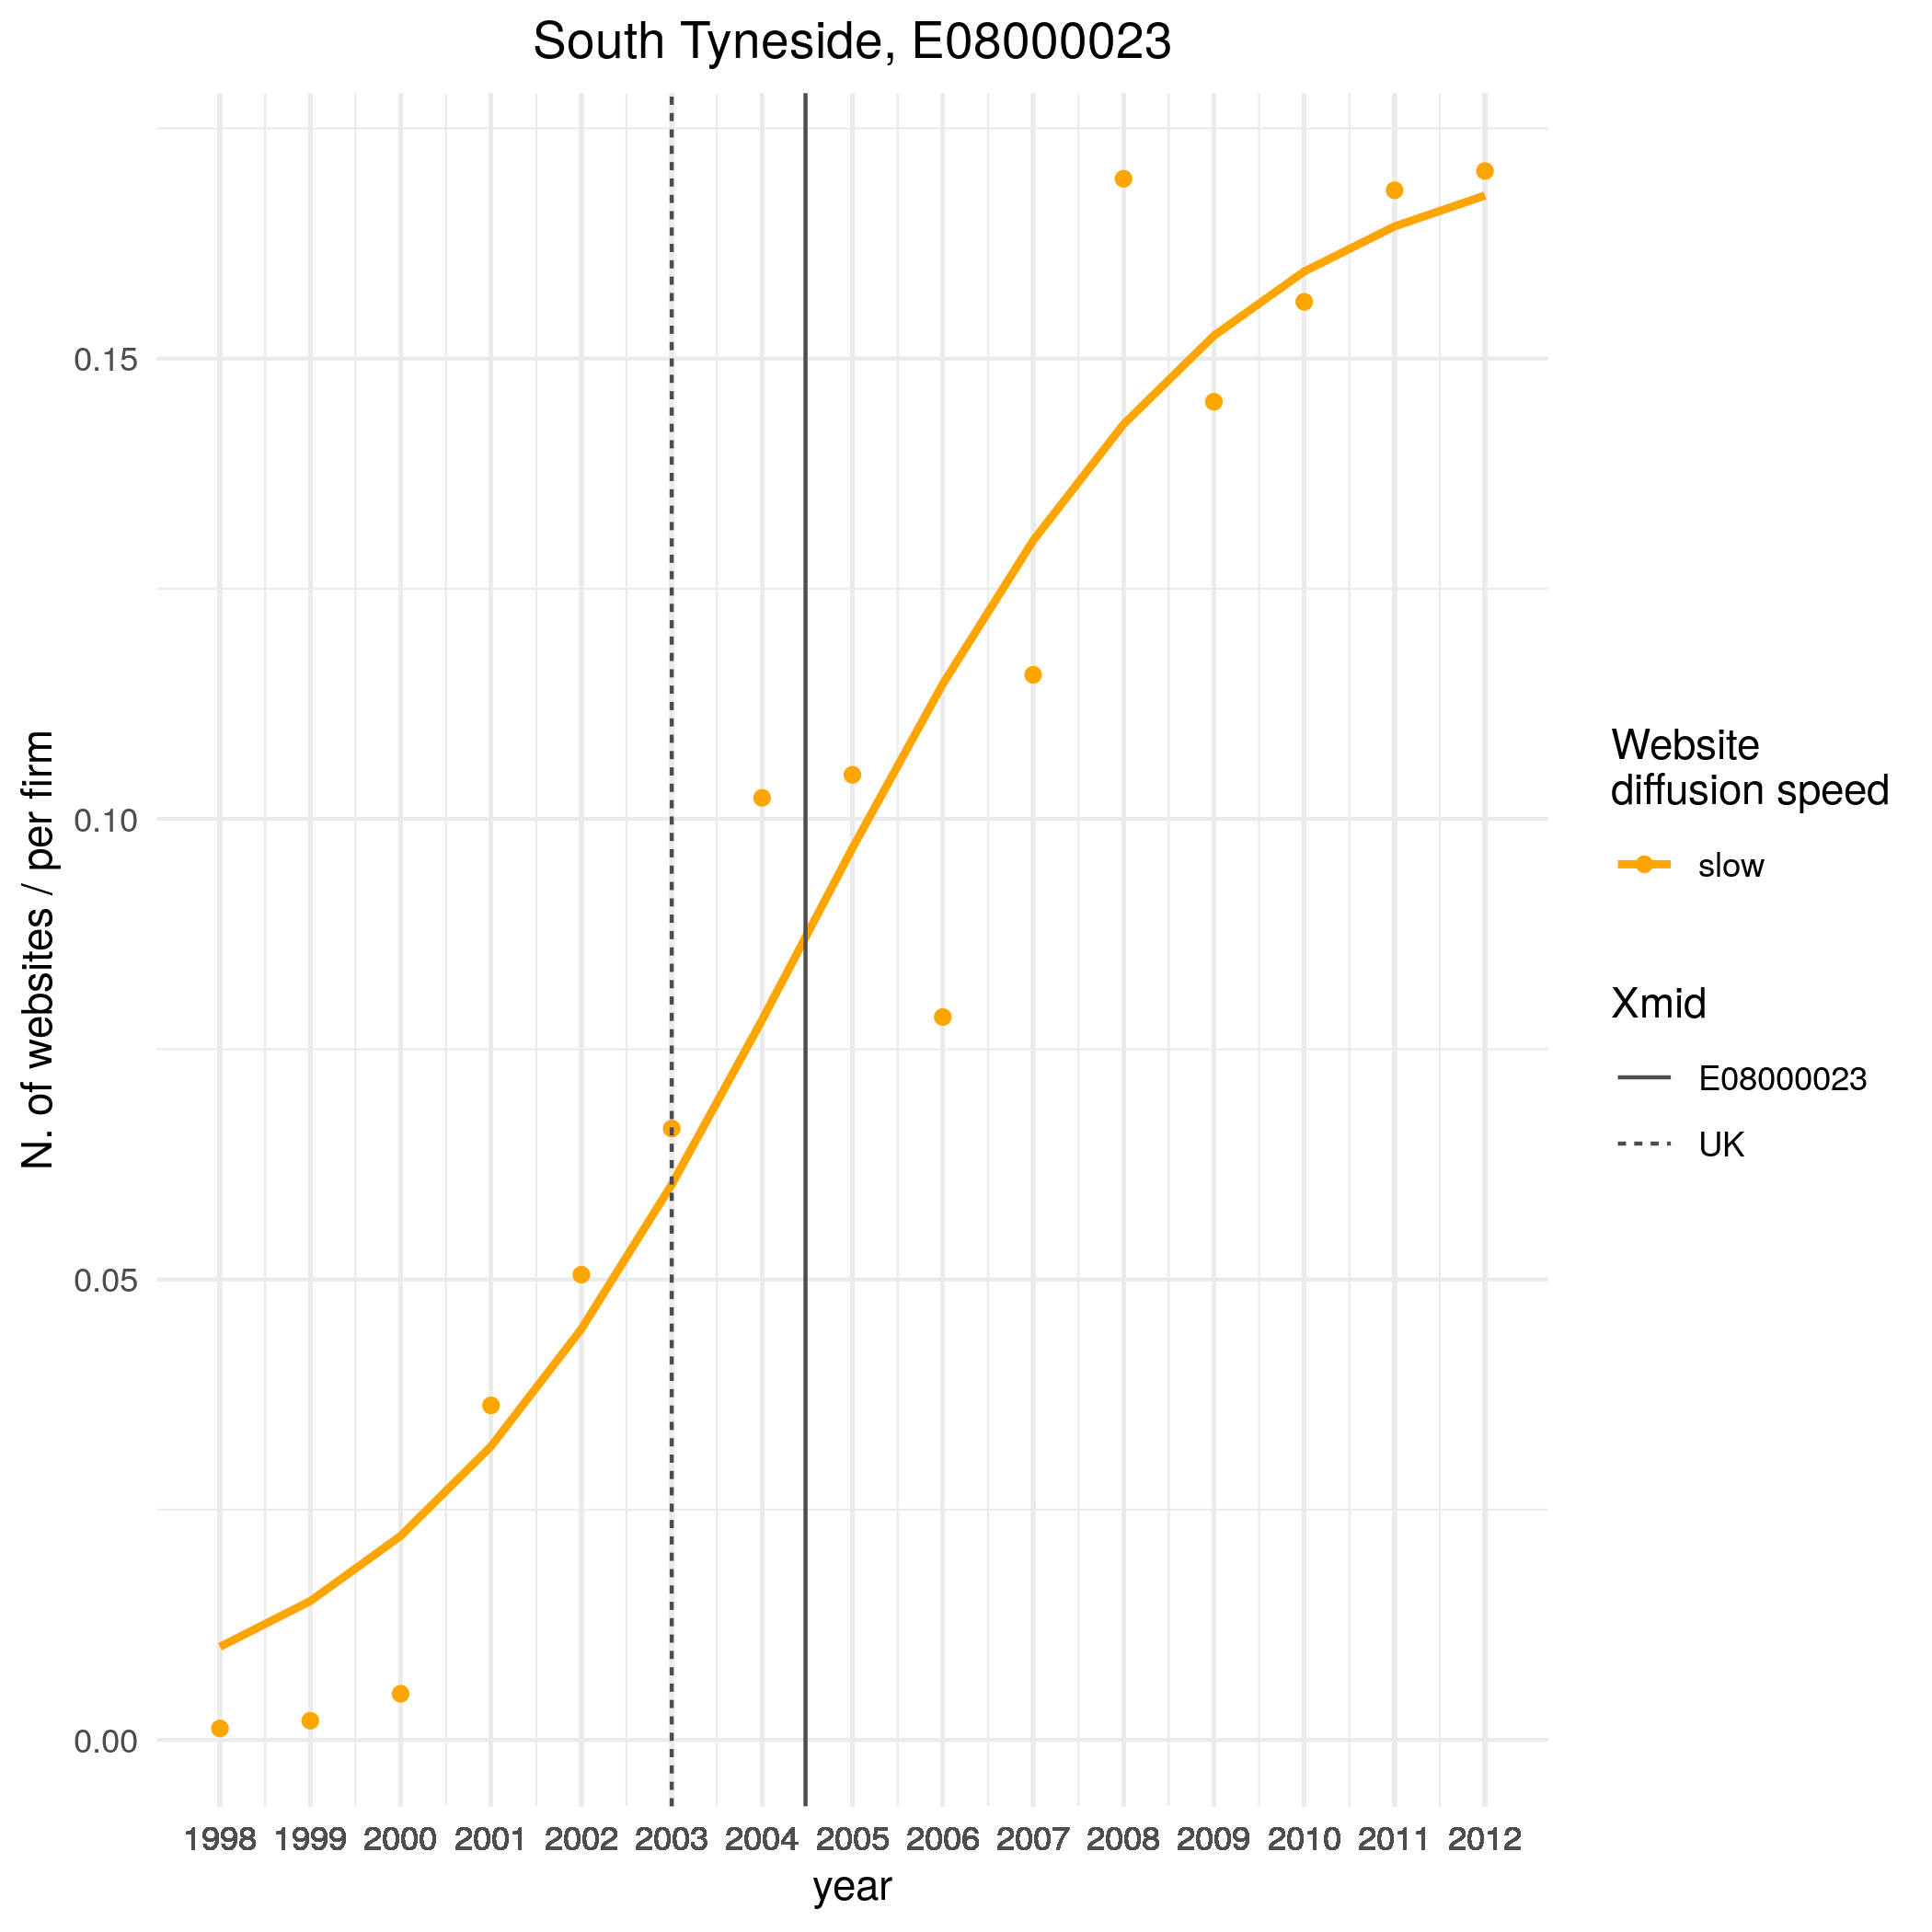 South Tyneside, E08000023
N. of websites / per firm
0.15
0.10
0.05
0.00
1998 1999 2000 2001 2002 2003 2004 2005 2006 2007 2008 2009 2010 2011 2012
year
Website
diffusion speed
slow
Xmid
E08000023
UK